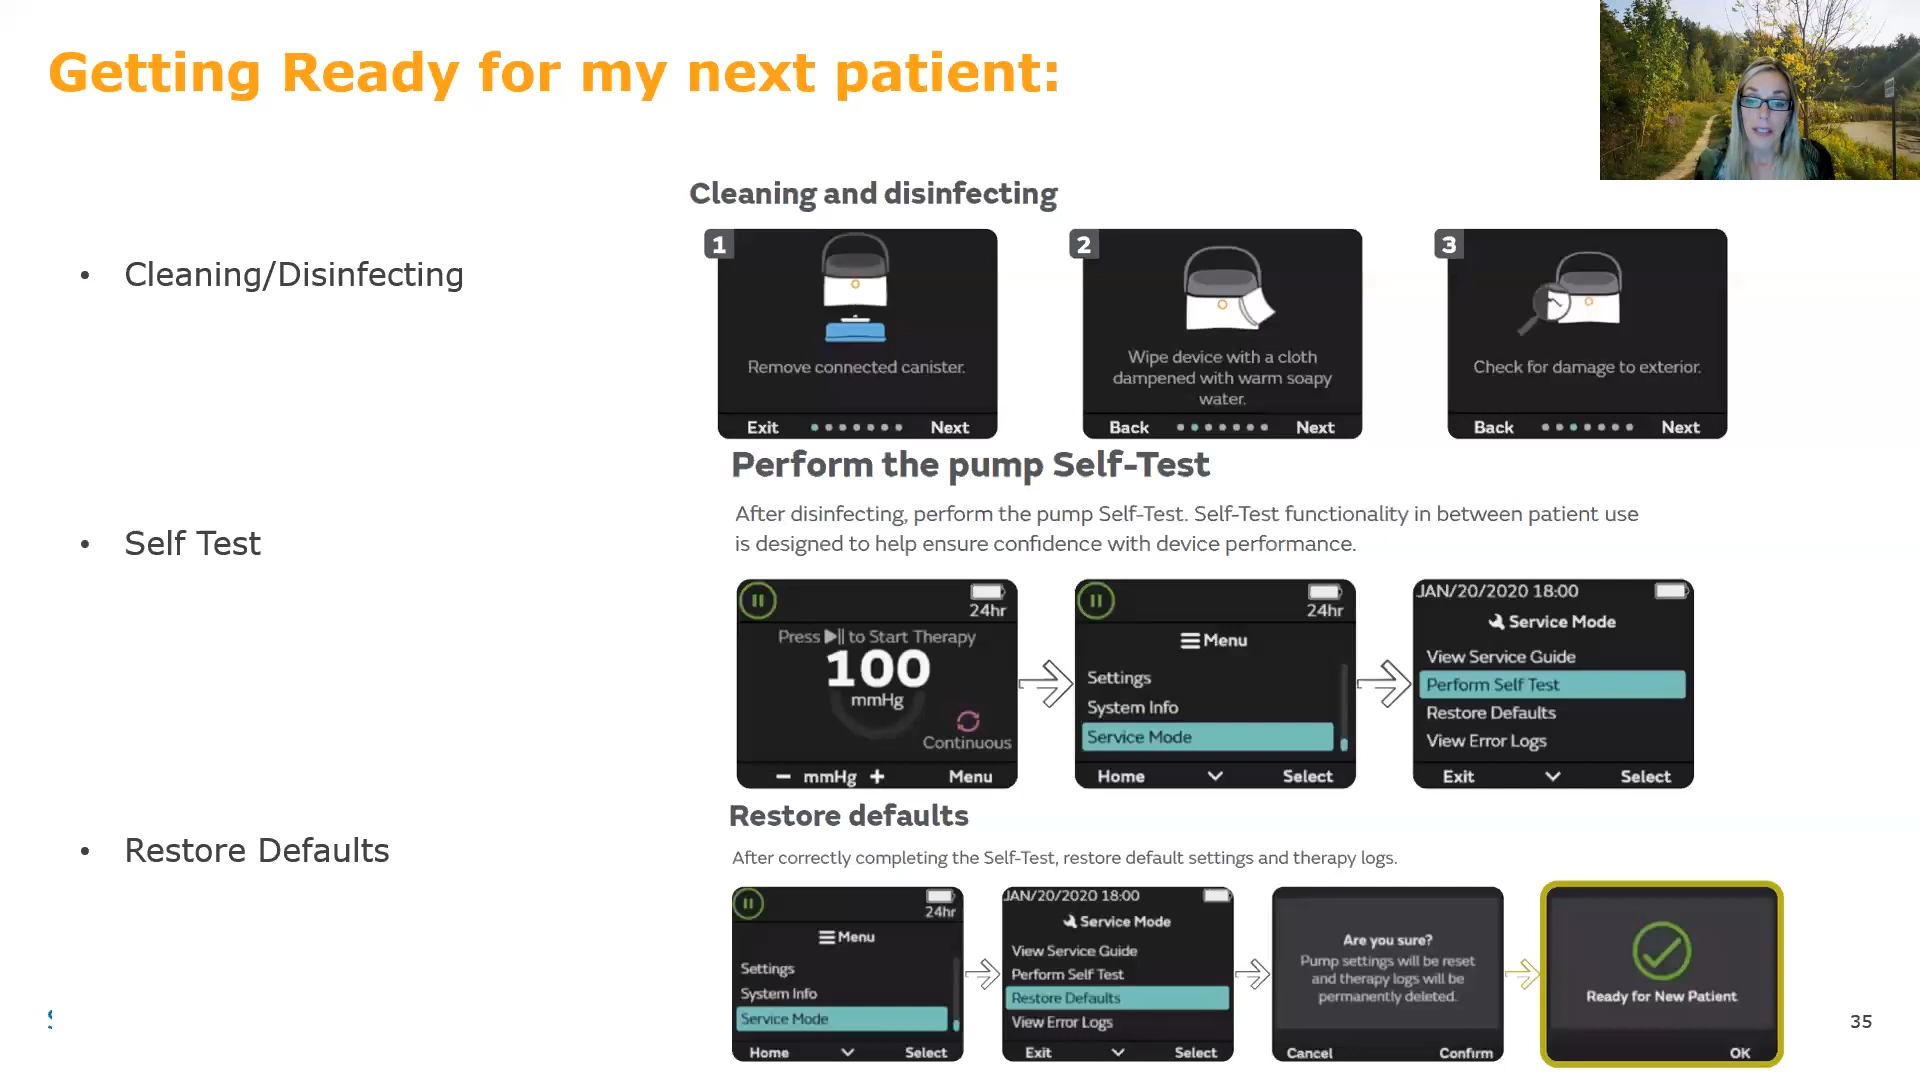 Getting Ready for my next patient:
• Cleaning/Disinfecting
Cleaning and disinfecting
1
Remove connected canister.
Exit Next
2
Wipe device with a cloth
dampened with warm soapy
water.
Back Next
3
Check for damage to exterior.
Back Next
• Self Test
Perform the pump Self-Test
After disinfecting, perform the pump Self-Test. Self-Test functionality in between patient use
is designed to help ensure confidence with device performance.
24hr
Press to Start Therapy
100
mmHg
Continuous
− mmHg + Menu
24hr
Menu
Settings
System Info
Service Mode
Home Select
JAN/20/2020 18:00
Service Mode
View Service Guide
Perform Self Test
Restore Defaults
View Error Logs
Exit Select
• Restore Defaults
Restore defaults
After correctly completing the Self-Test, restore default settings and therapy logs.
24hr
Menu
Settings
System Info
Service Mode
Home Select
JAN/20/2020 18:00
Service Mode
View Service Guide
Perform Self Test
Restore Defaults
View Error Logs
Exit Select
Are you sure?
Pump settings will be reset
and therapy logs will be
permanently deleted.
Cancel Confirm
Ready for New Patient
OK
35